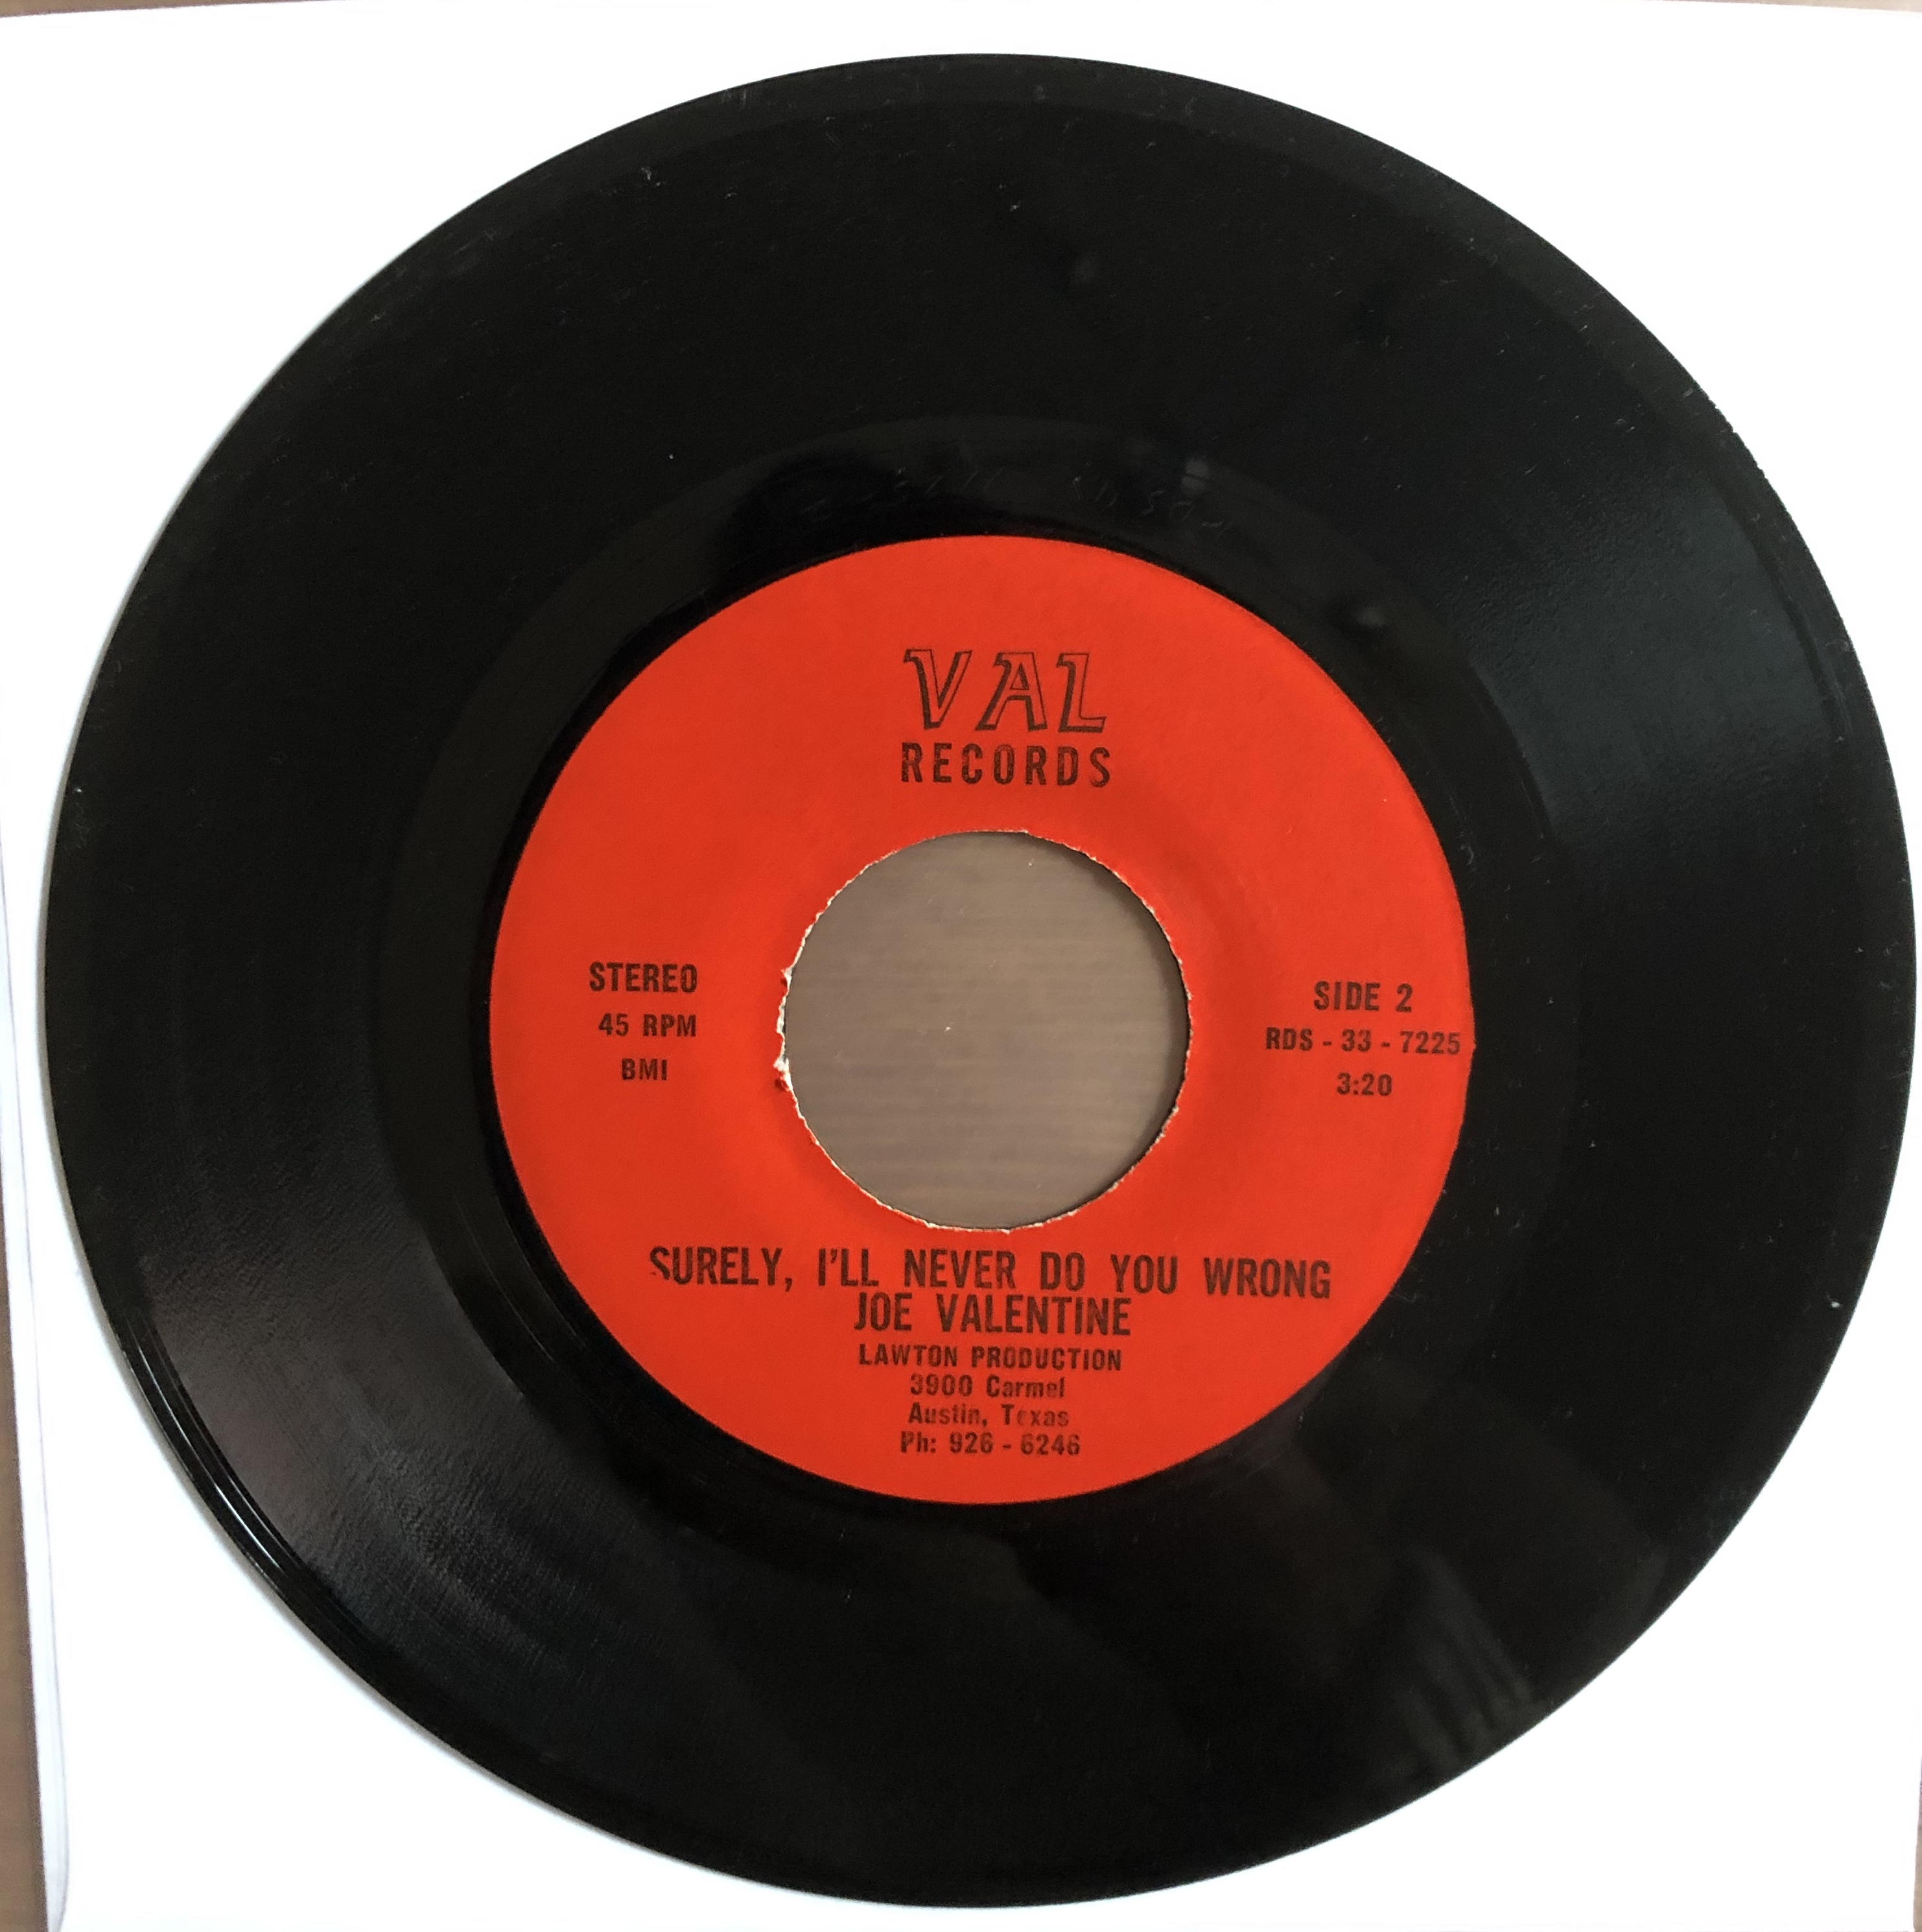 VAL
RECORDS
STEREO
45 RPM
BMI
SIDE 2
RDS - 33 - 7225
3:20
SURELY, I'LL NEVER DO YOU WRONG
JOE VALENTINE
LAWTON PRODUCTION
3900 Carmel
Austin, Texas
Ph: 926 - 6246